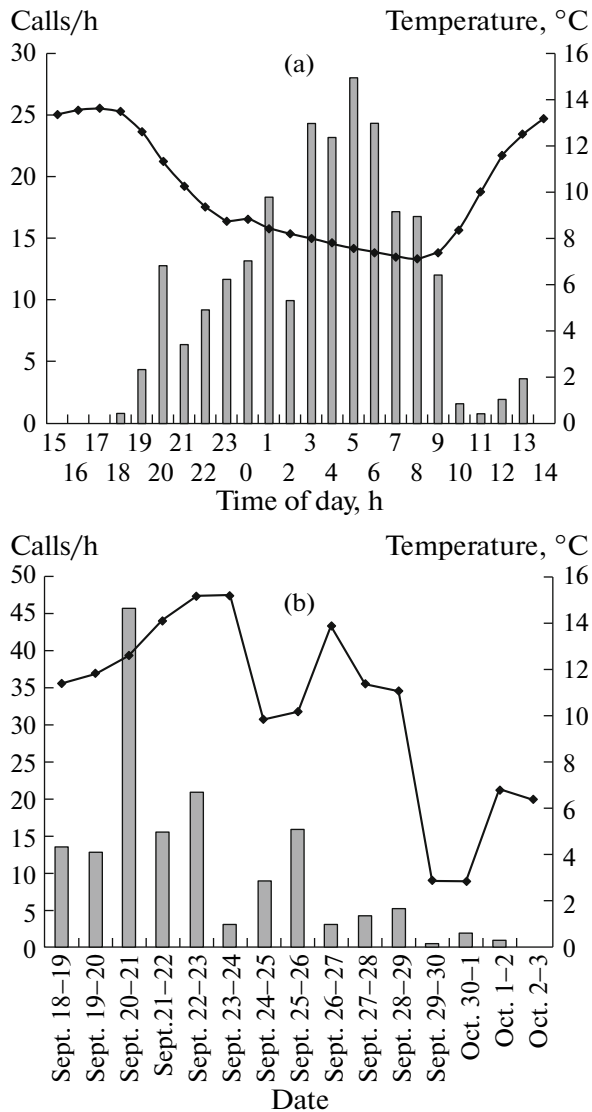 Calls/h Temperature, °C
30 16
(a)
14
25
12
20
10
15 8
6
10
4
5
2
0 0
15 17 19 21 23 1 3 5 7 9 11 13
16 18 20 22 0 2 4 6 8 10 12 14
Time of day, h
Calls/h Temperature, °C
50 16
(b)
45 14
40
12
35
10
30
25 8
20
6
15
4
10
5 2
0 0
Sept. 18–19
Sept. 19–20
Sept. 20–21
Sept.21–22
Sept. 22–23
Sept. 23–24
Sept. 24–25
Sept. 25–26
Sept. 26–27
Sept. 27–28
Sept. 28–29
Sept. 29–30
Oct. 30–1
Oct. 1–2
Oct. 2–3
Date